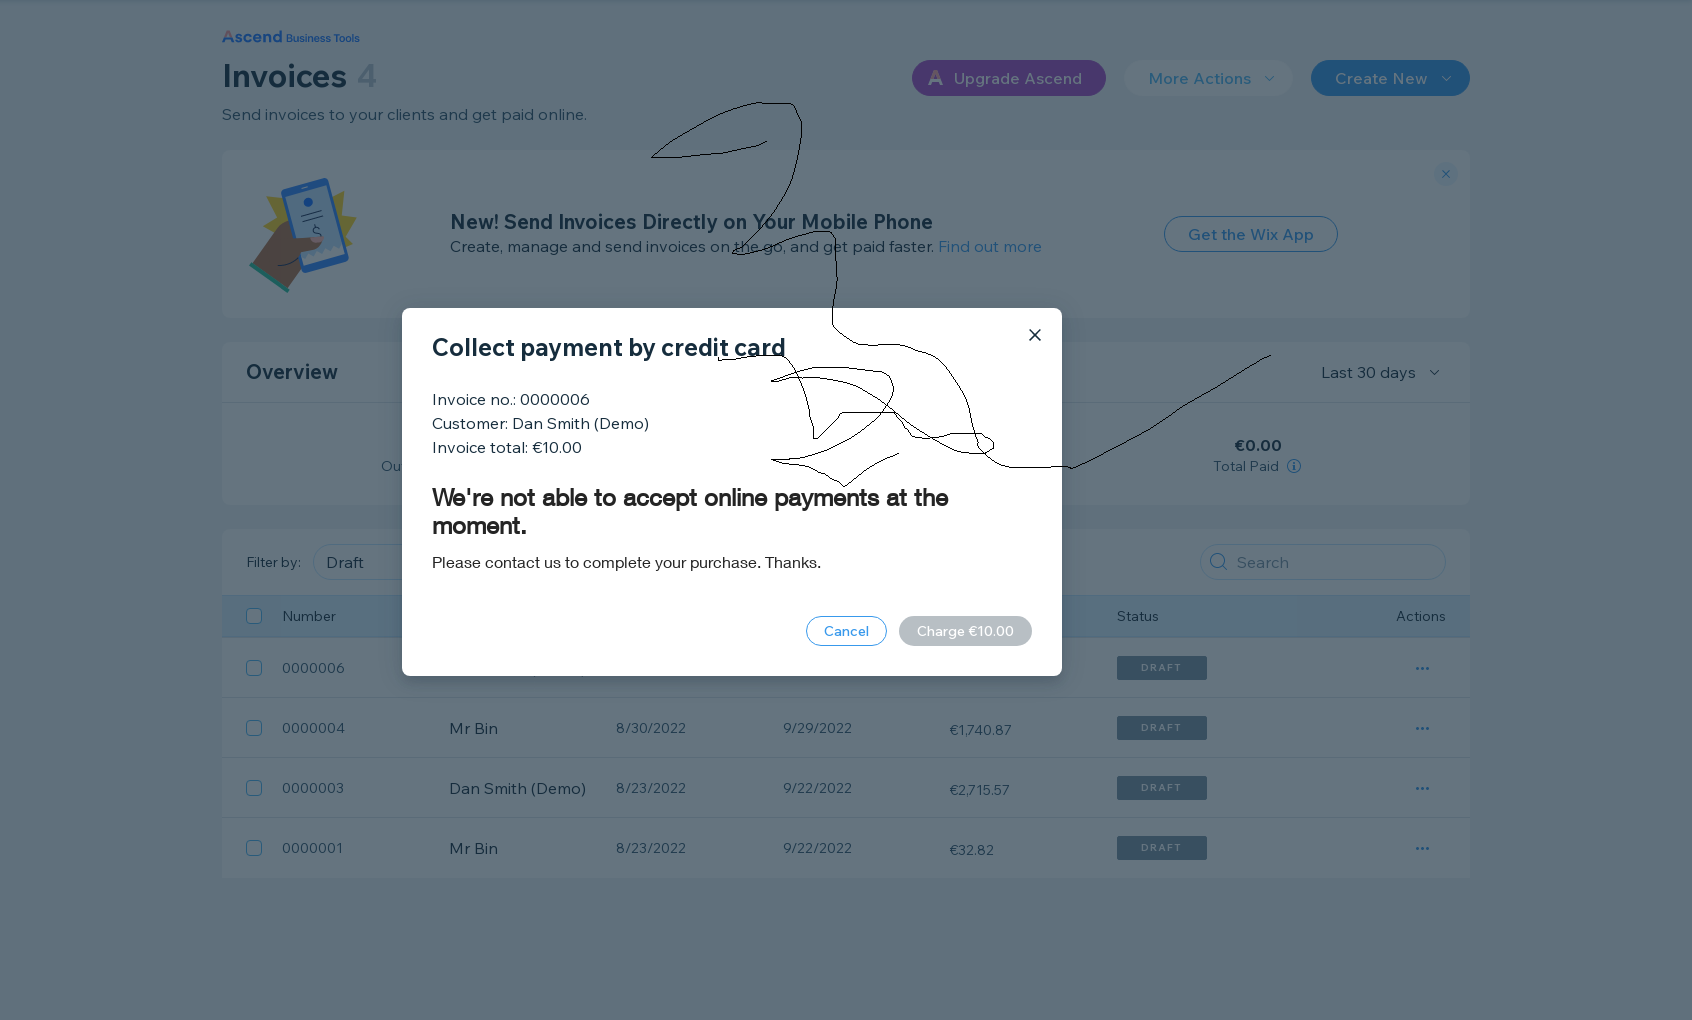 Ascend Business Tools
Invoices 4
Upgrade Ascend
More Actions
Create New
Send invoices to your clients and get paid online.
New! Send Invoices Directly on Your Mobile Phone
Create, manage and send invoices on the go, and get paid faster. Find out more
Get the Wix App
Collect payment by credit card
Overview
Last 30 days
Invoice no.: 0000006
Customer: Dan Smith (Demo)
Invoice total: €10.00
€0.00
Total Paid
We're not able to accept online payments at the
moment.
Please contact us to complete your purchase. Thanks.
Cancel
Charge €10.00
Filter by:
Draft
Search
Number
Status
Actions
0000006
DRAFT
0000004 Mr Bin 8/30/2022 9/29/2022 €1,740.87 DRAFT
0000003 Dan Smith (Demo) 8/23/2022 9/22/2022 €2,715.57 DRAFT
0000001 Mr Bin 8/23/2022 9/22/2022 €32.82 DRAFT